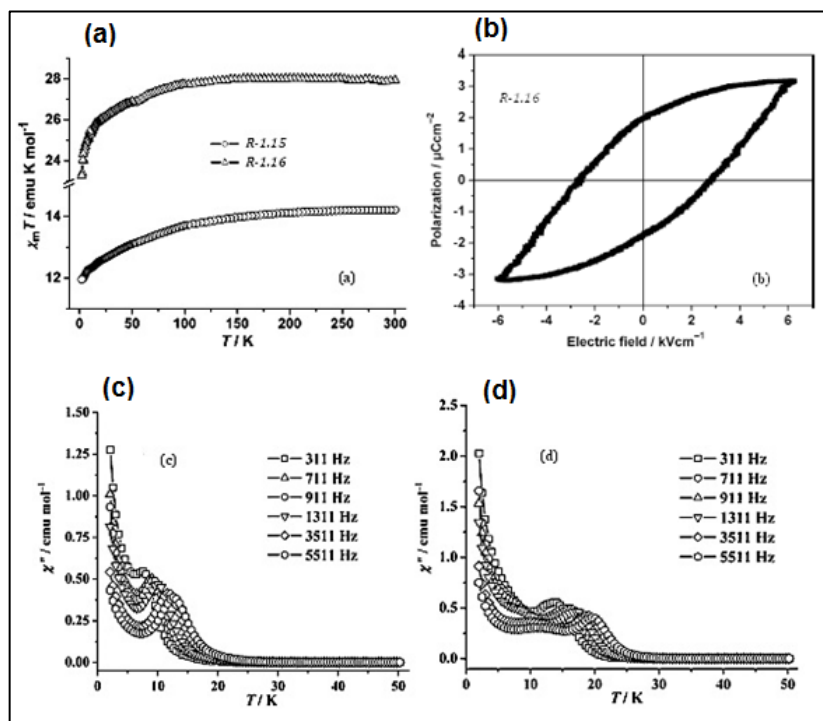 (a)
28
26
24
14
12
χₘT / emu K mol⁻¹
R-1.15
R-1.16
(a)
0 50 100 150 200 250 300
T / K
(b)
4
3
2
1
0
-1
-2
-3
-4
Polarization / μCcm⁻²
R-1.16
(b)
-6 -4 -2 0 2 4 6
Electric field / kVcm⁻¹
(c)
1.50
1.25
1.00
0.75
0.50
0.25
0.00
χ″ / emu mol⁻¹
(c)
311 Hz
711 Hz
911 Hz
1311 Hz
3511 Hz
5511 Hz
0 10 20 30 40 50
T / K
(d)
2.5
2.0
1.5
1.0
0.5
0.0
χ″ / emu mol⁻¹
(d)
311 Hz
711 Hz
911 Hz
1311 Hz
3511 Hz
5511 Hz
0 10 20 30 40 50
T / K